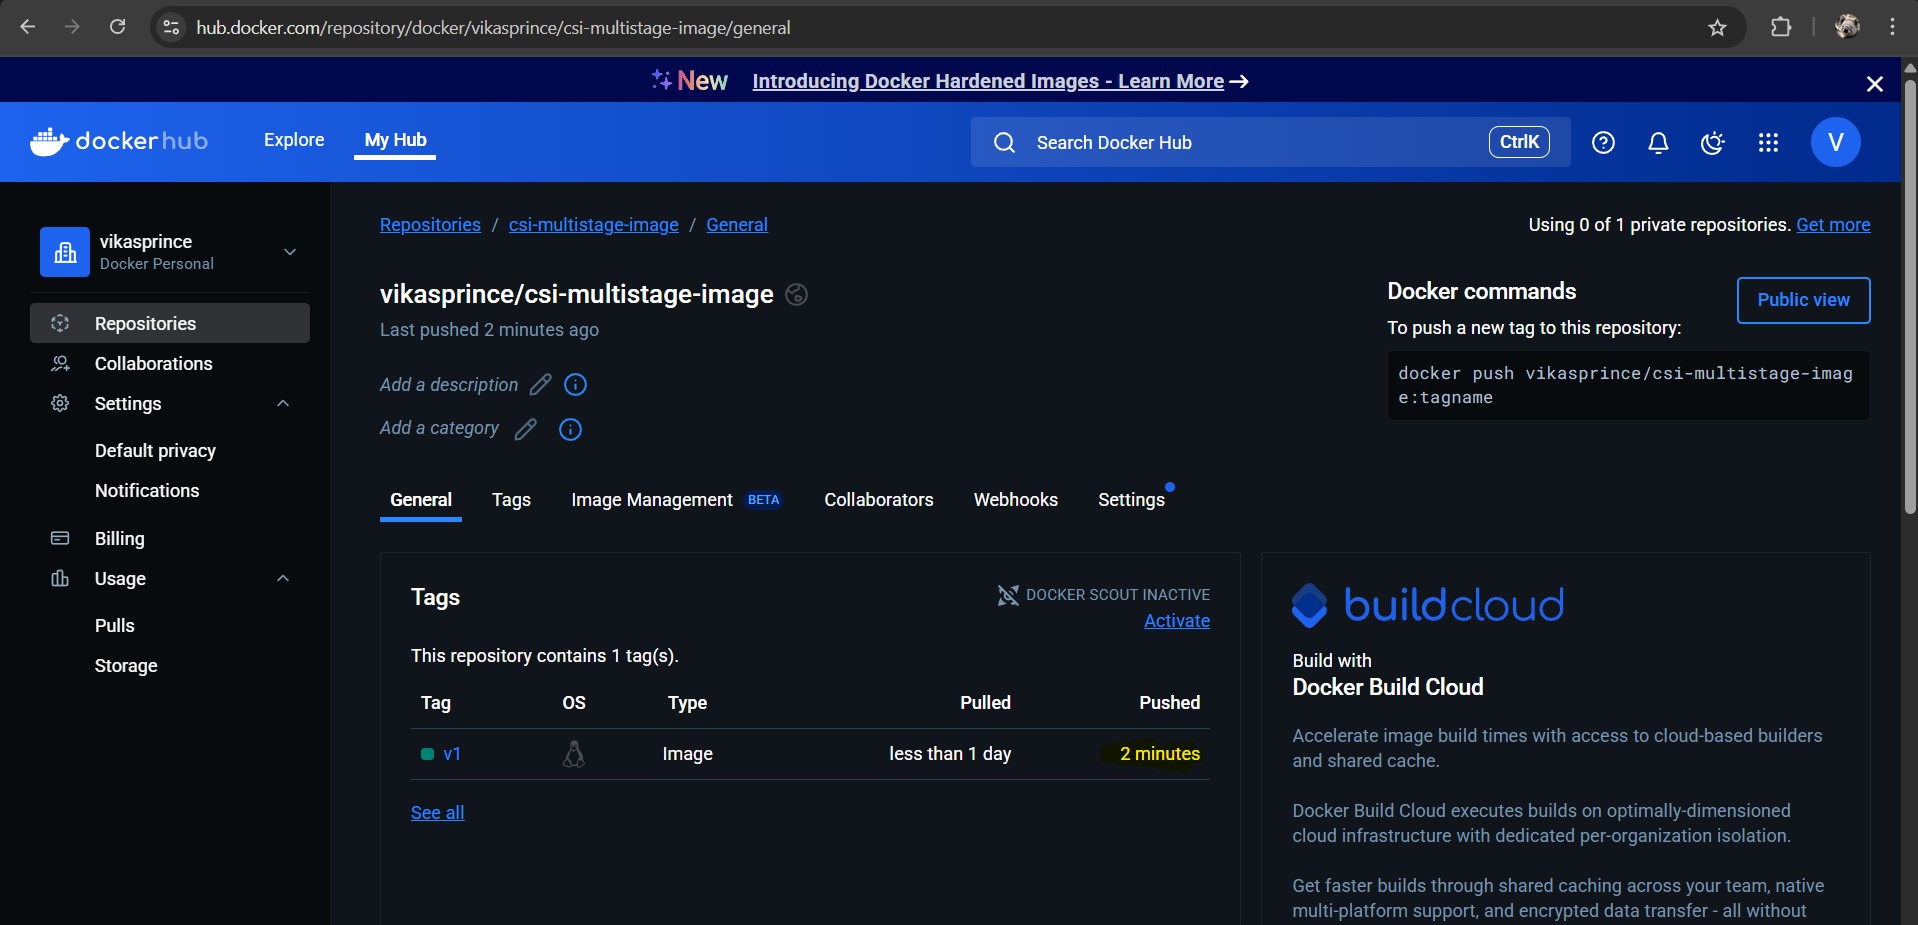 hub.docker.com/repository/docker/vikasprince/csi-multistage-image/general
New Introducing Docker Hardened Images - Learn More →
dockerhub
Explore
My Hub
Search Docker Hub
CtrlK
V
vikasprince
Docker Personal
Repositories
Collaborations
Settings
Default privacy
Notifications
Billing
Usage
Pulls
Storage
Repositories / csi-multistage-image / General
Using 0 of 1 private repositories. Get more
vikasprince/csi-multistage-image
Last pushed 2 minutes ago
Add a description
Add a category
Docker commands
Public view
To push a new tag to this repository:
docker push vikasprince/csi-multistage-imag
e:tagname
General
Tags
Image Management BETA
Collaborators
Webhooks
Settings
Tags
DOCKER SCOUT INACTIVE
Activate
This repository contains 1 tag(s).
Tag OS Type Pulled Pushed
v1 Image less than 1 day 2 minutes
See all
buildcloud
Build with
Docker Build Cloud
Accelerate image build times with access to cloud-based builders
and shared cache.
Docker Build Cloud executes builds on optimally-dimensioned
cloud infrastructure with dedicated per-organization isolation.
Get faster builds through shared caching across your team, native
multi-platform support, and encrypted data transfer - all without